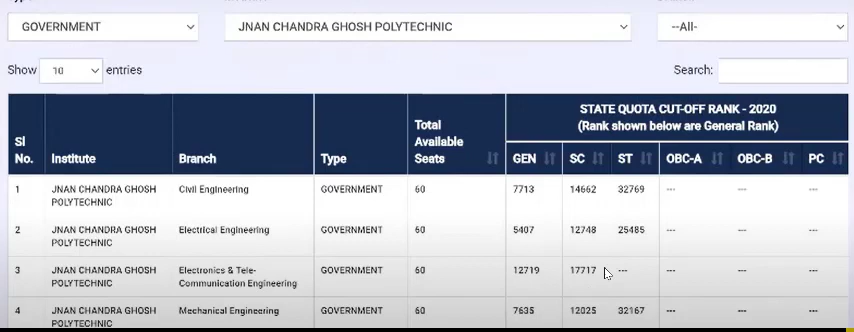 GOVERNMENT
JNAN CHANDRA GHOSH POLYTECHNIC
--All-
Show 10 entries
Search:
Sl No. Institute Branch Type Total Available Seats STATE QUOTA CUT-OFF RANK - 2020
(Rank shown below are General Rank)
GEN SC ST OBC-A OBC-B PC
1 JNAN CHANDRA GHOSH POLYTECHNIC Civil Engineering GOVERNMENT 60 7713 14662 32769 --- --- ---
2 JNAN CHANDRA GHOSH POLYTECHNIC Electrical Engineering GOVERNMENT 60 5407 12748 25485 --- --- ---
3 JNAN CHANDRA GHOSH POLYTECHNIC Electronics & Tele-Communication Engineering GOVERNMENT 60 12719 17717 --- --- --- ---
4 JNAN CHANDRA GHOSH POLYTECHNIC Mechanical Engineering GOVERNMENT 60 7635 12025 32167 --- --- ---